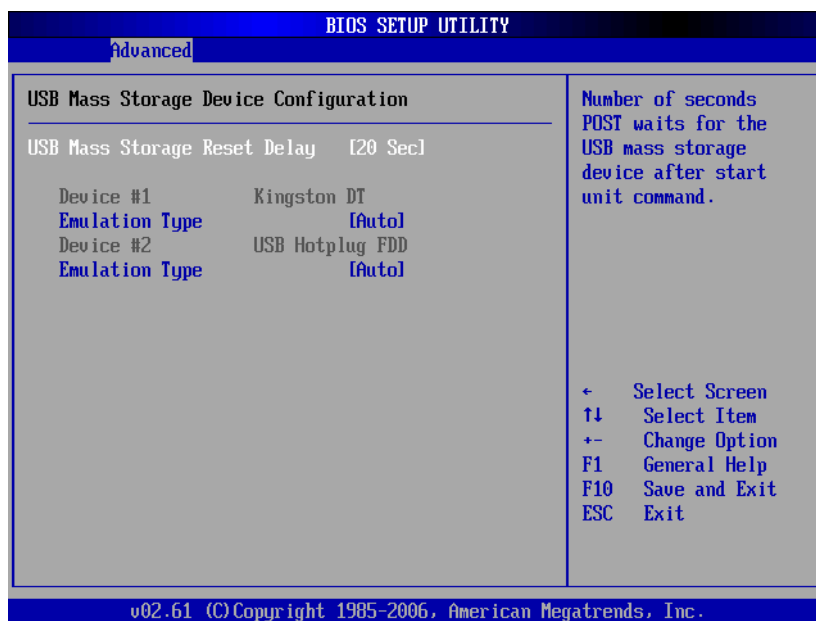 BIOS SETUP UTILITY
Advanced
USB Mass Storage Device Configuration
USB Mass Storage Reset Delay [20 Sec]
Device #1 Kingston DT
Emulation Type [Auto]
Device #2 USB Hotplug FDD
Emulation Type [Auto]
Number of seconds
POST waits for the
USB mass storage
device after start
unit command.
← Select Screen
↑↓ Select Item
+- Change Option
F1 General Help
F10 Save and Exit
ESC Exit
v02.61 (C)Copyright 1985-2006, American Megatrends, Inc.